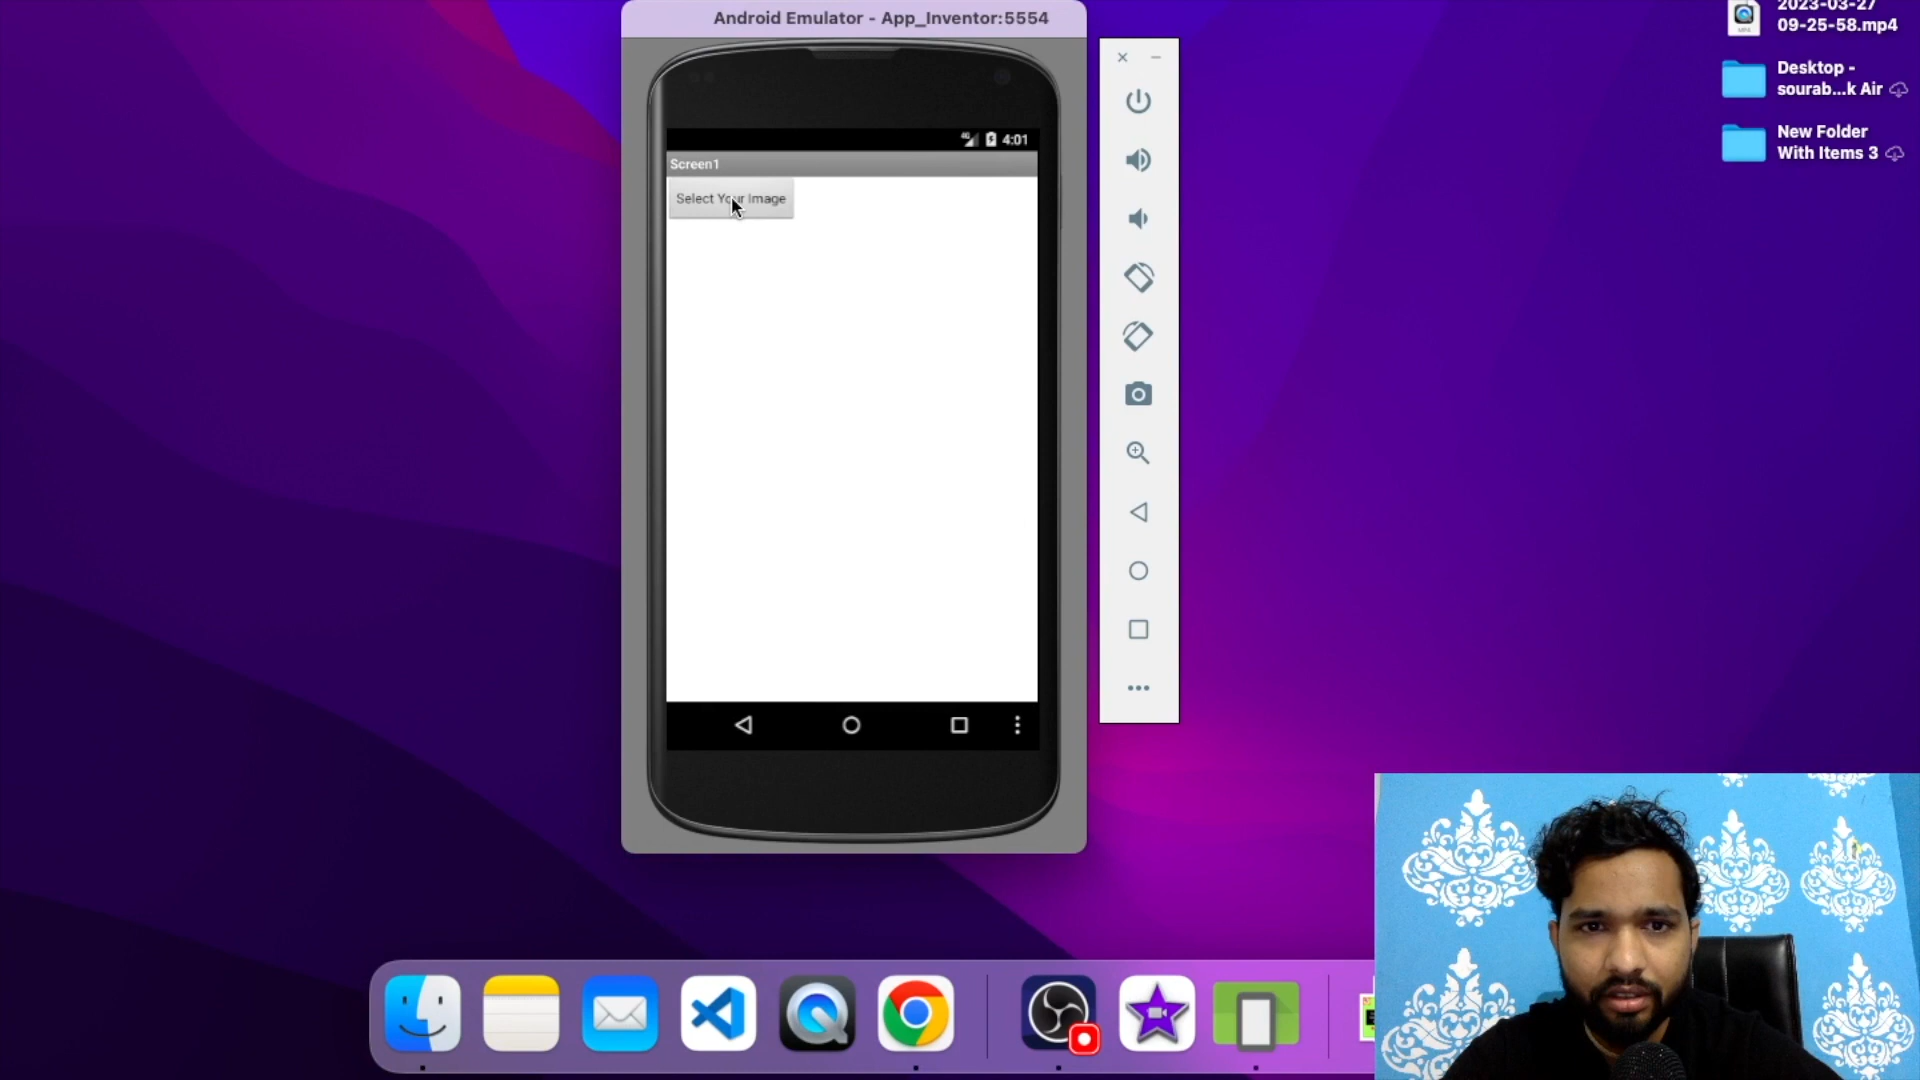 Android Emulator - App_Inventor:5554
2023-03-27
09-25-58.mp4
Desktop -
sourab...k Air
New Folder
With Items 3
4G
4:01
Screen1
Select Your Image